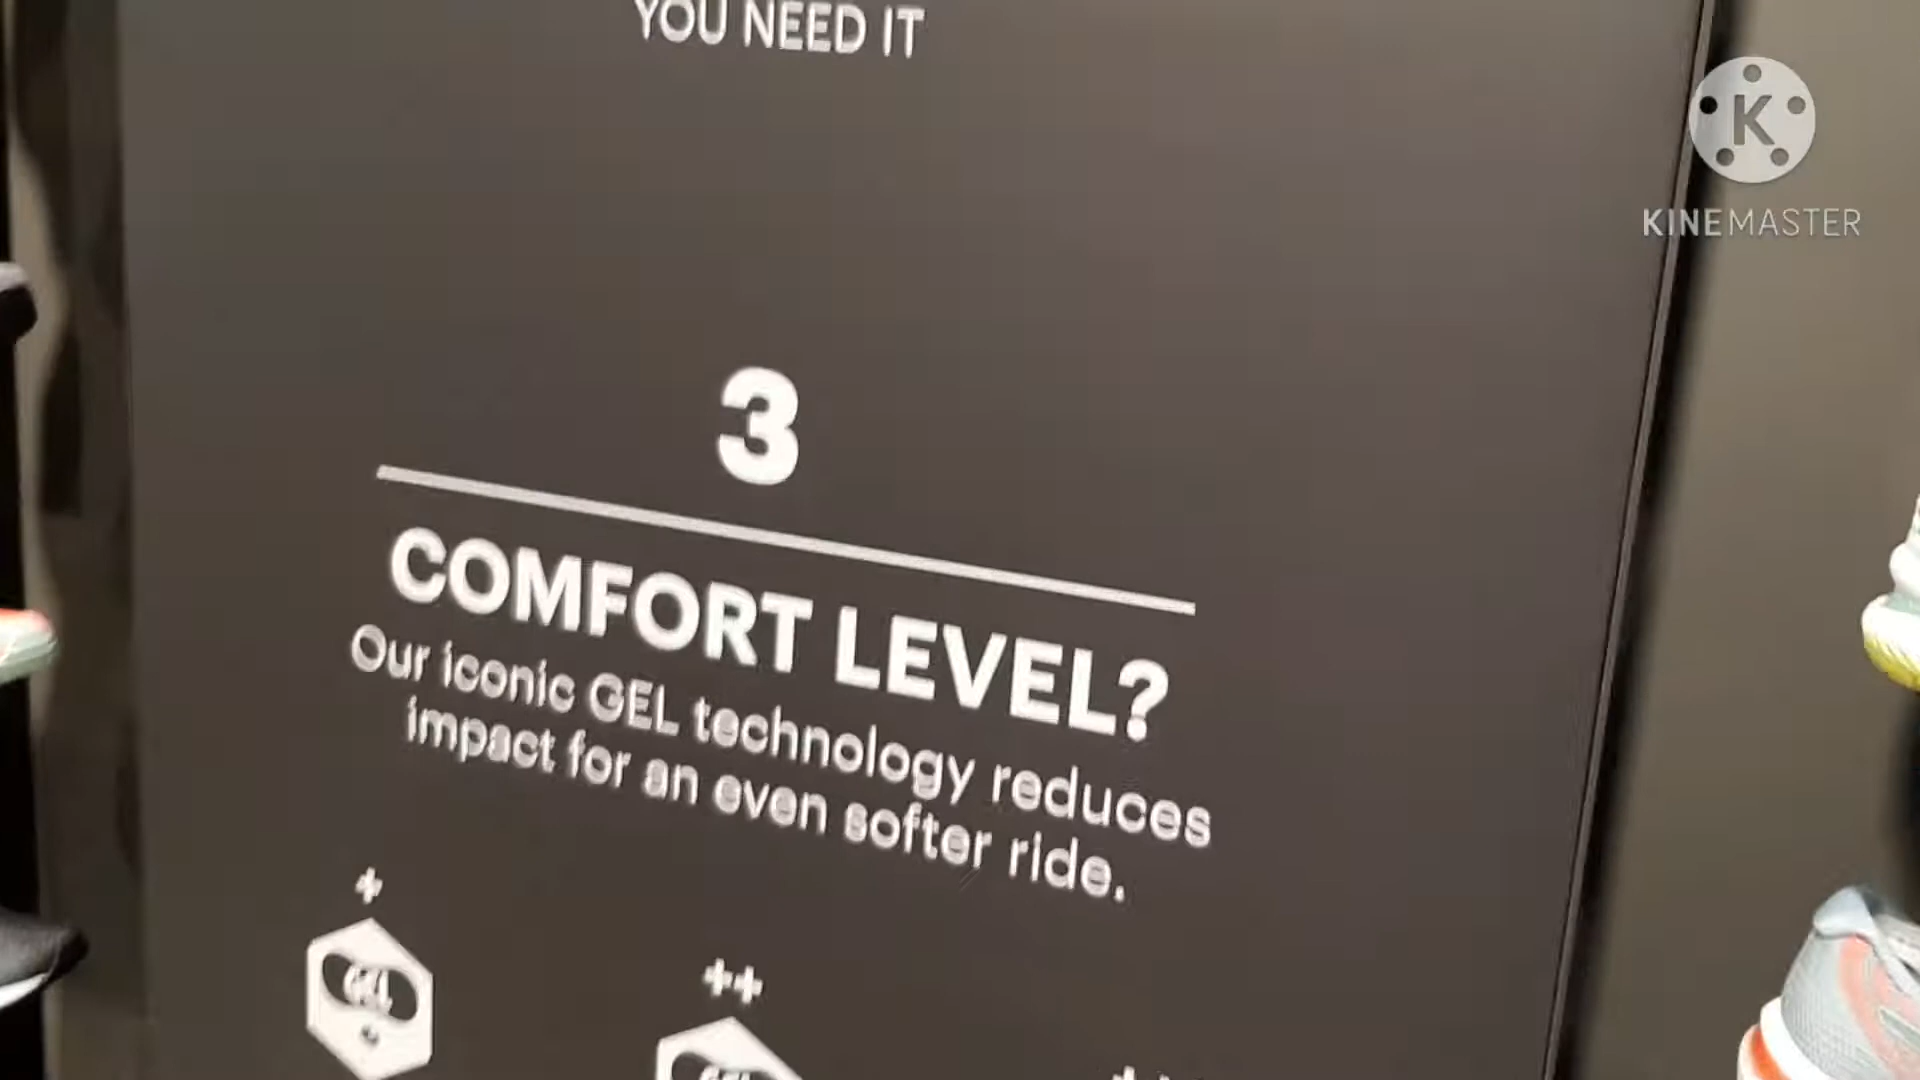 YOU NEED IT
K
KINEMASTER
3
COMFORT LEVEL?
Our iconic GEL technology reduces
impact for an even softer ride.
+
GEL
++